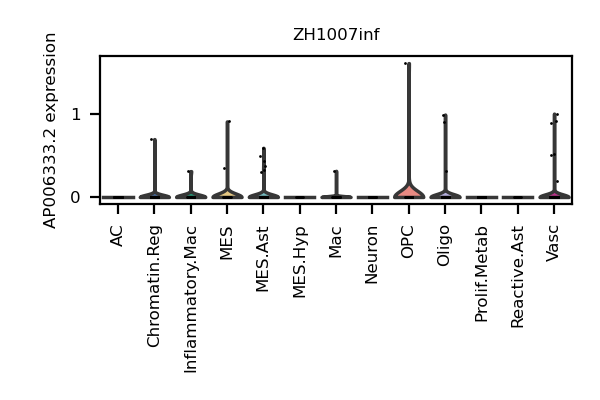 ZH1007inf
AP006333.2 expression
1
0
AC
Chromatin.Reg
Inflammatory.Mac
MES
MES.Ast
MES.Hyp
Mac
Neuron
OPC
Oligo
Prolif.Metab
Reactive.Ast
Vasc